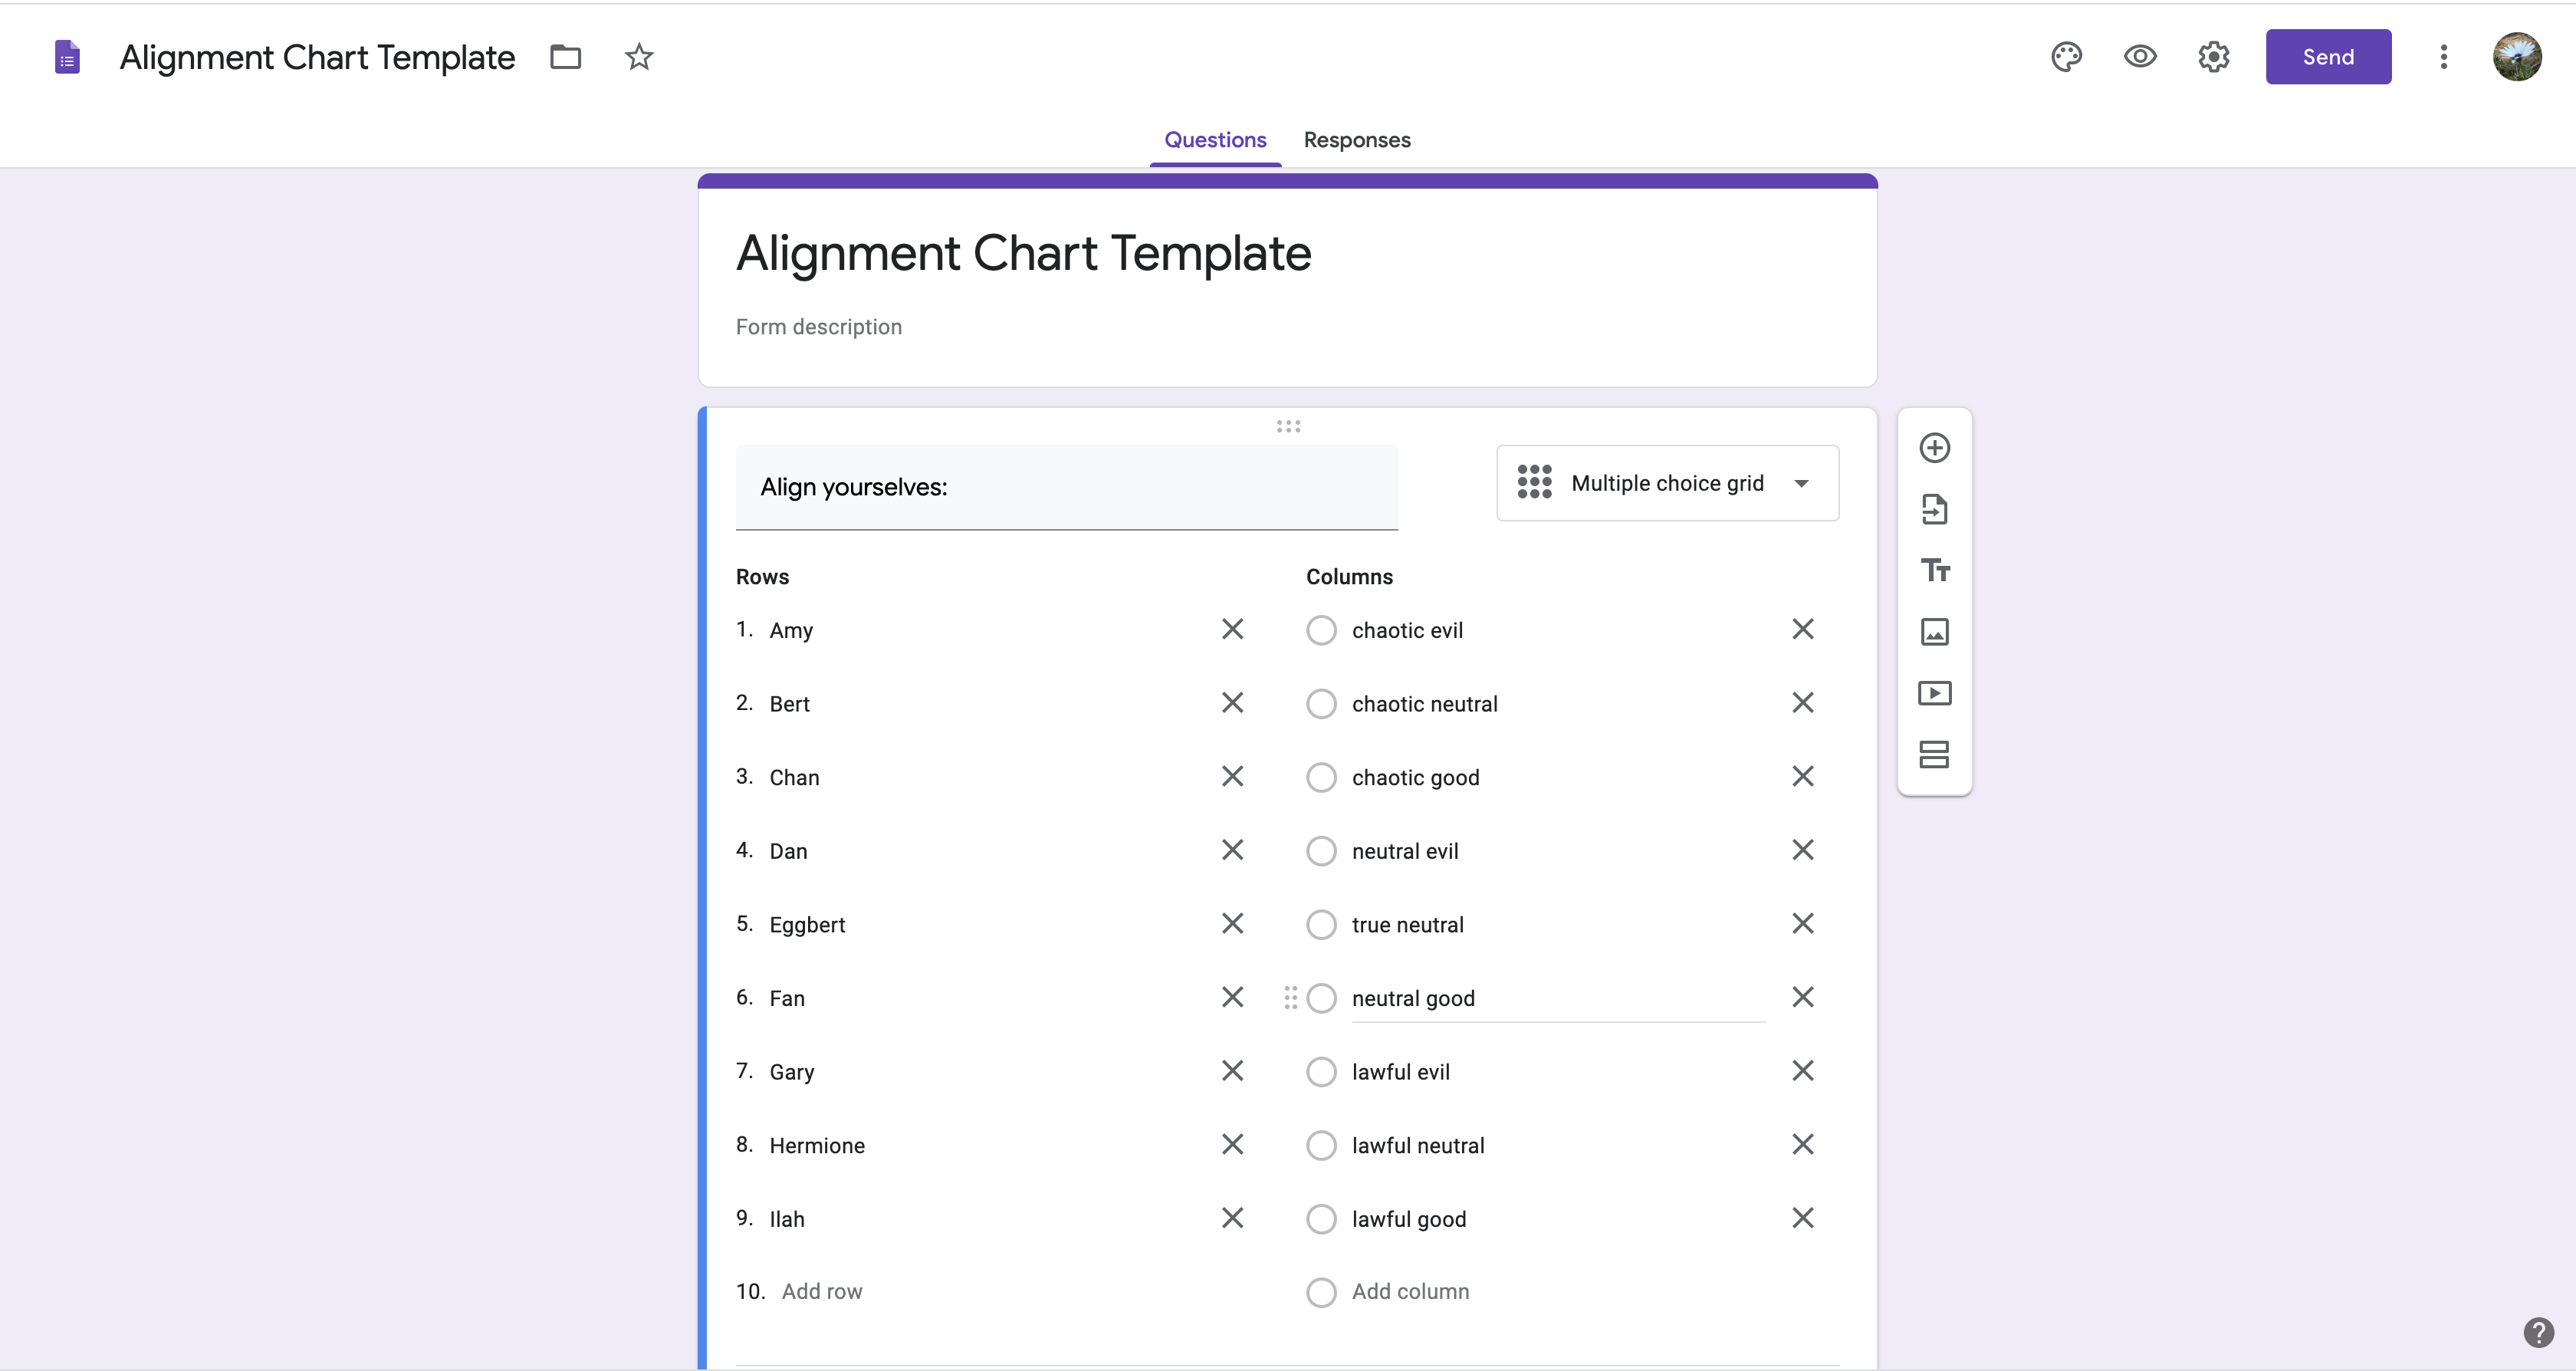 Alignment Chart Template
Send
Questions Responses
Alignment Chart Template
Form description
Align yourselves:
Multiple choice grid
Rows Columns
1. Amy chaotic evil
2. Bert chaotic neutral
3. Chan chaotic good
4. Dan neutral evil
5. Eggbert true neutral
6. Fan neutral good
7. Gary lawful evil
8. Hermione lawful neutral
9. Ilah lawful good
10. Add row Add column